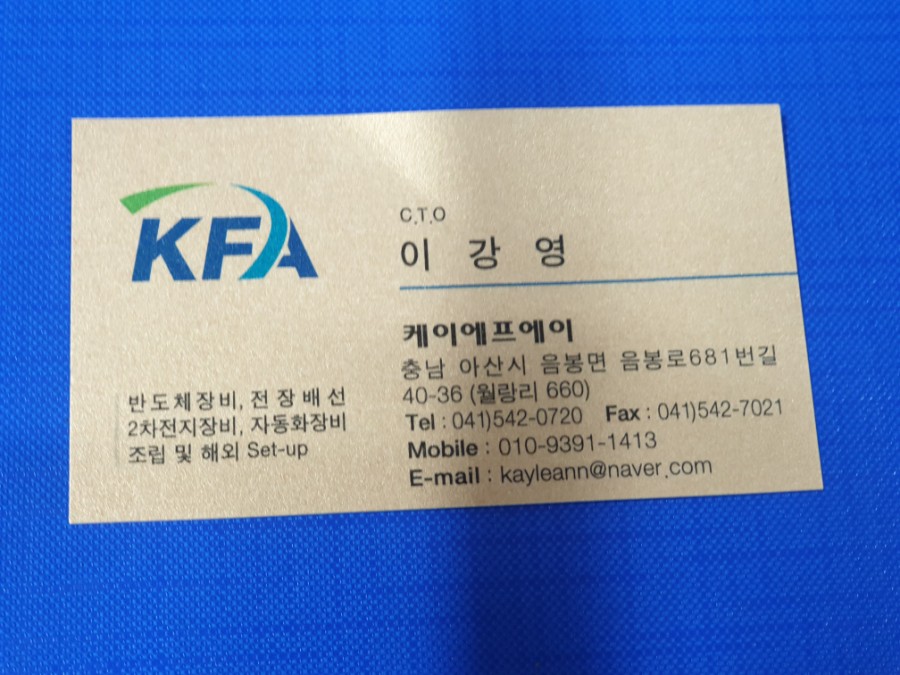 KFA
C.T.O
이 강 영
케이에프에이
충남 아산시 음봉면 음봉로681번길
40-36 (월랑리 660)
Tel : 041)542-0720 Fax : 041)542-7021
Mobile : 010-9391-1413
E-mail : kayleann@naver.com
반도체장비, 전장배선
2차전지장비, 자동화장비
조립 및 해외 Set-up